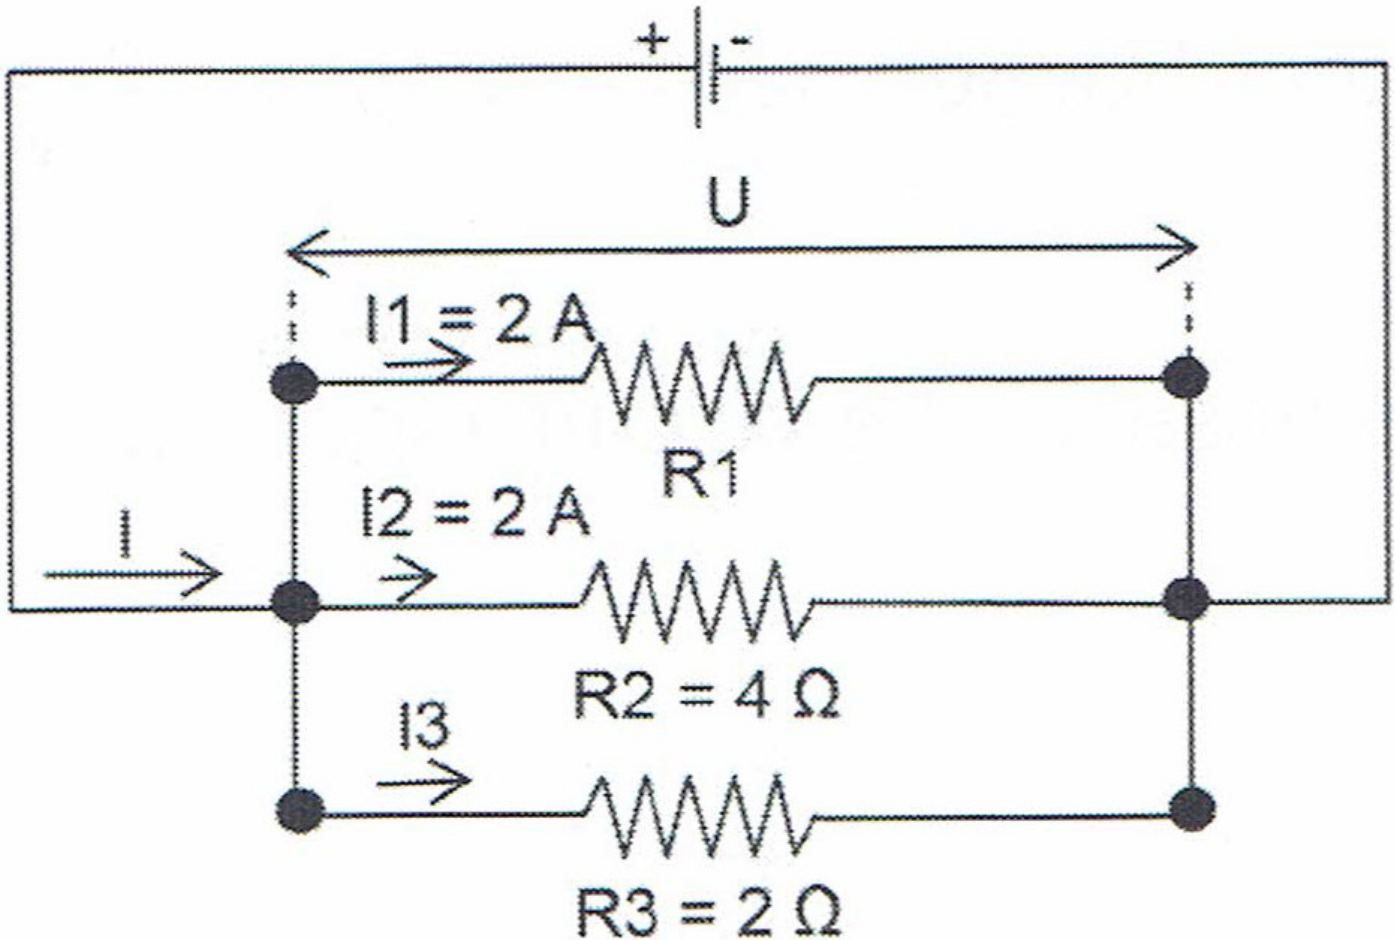 + -
U
I1 = 2 A
R1
I2 = 2 A
I
R2 = 4 Ω
I3
R3 = 2 Ω